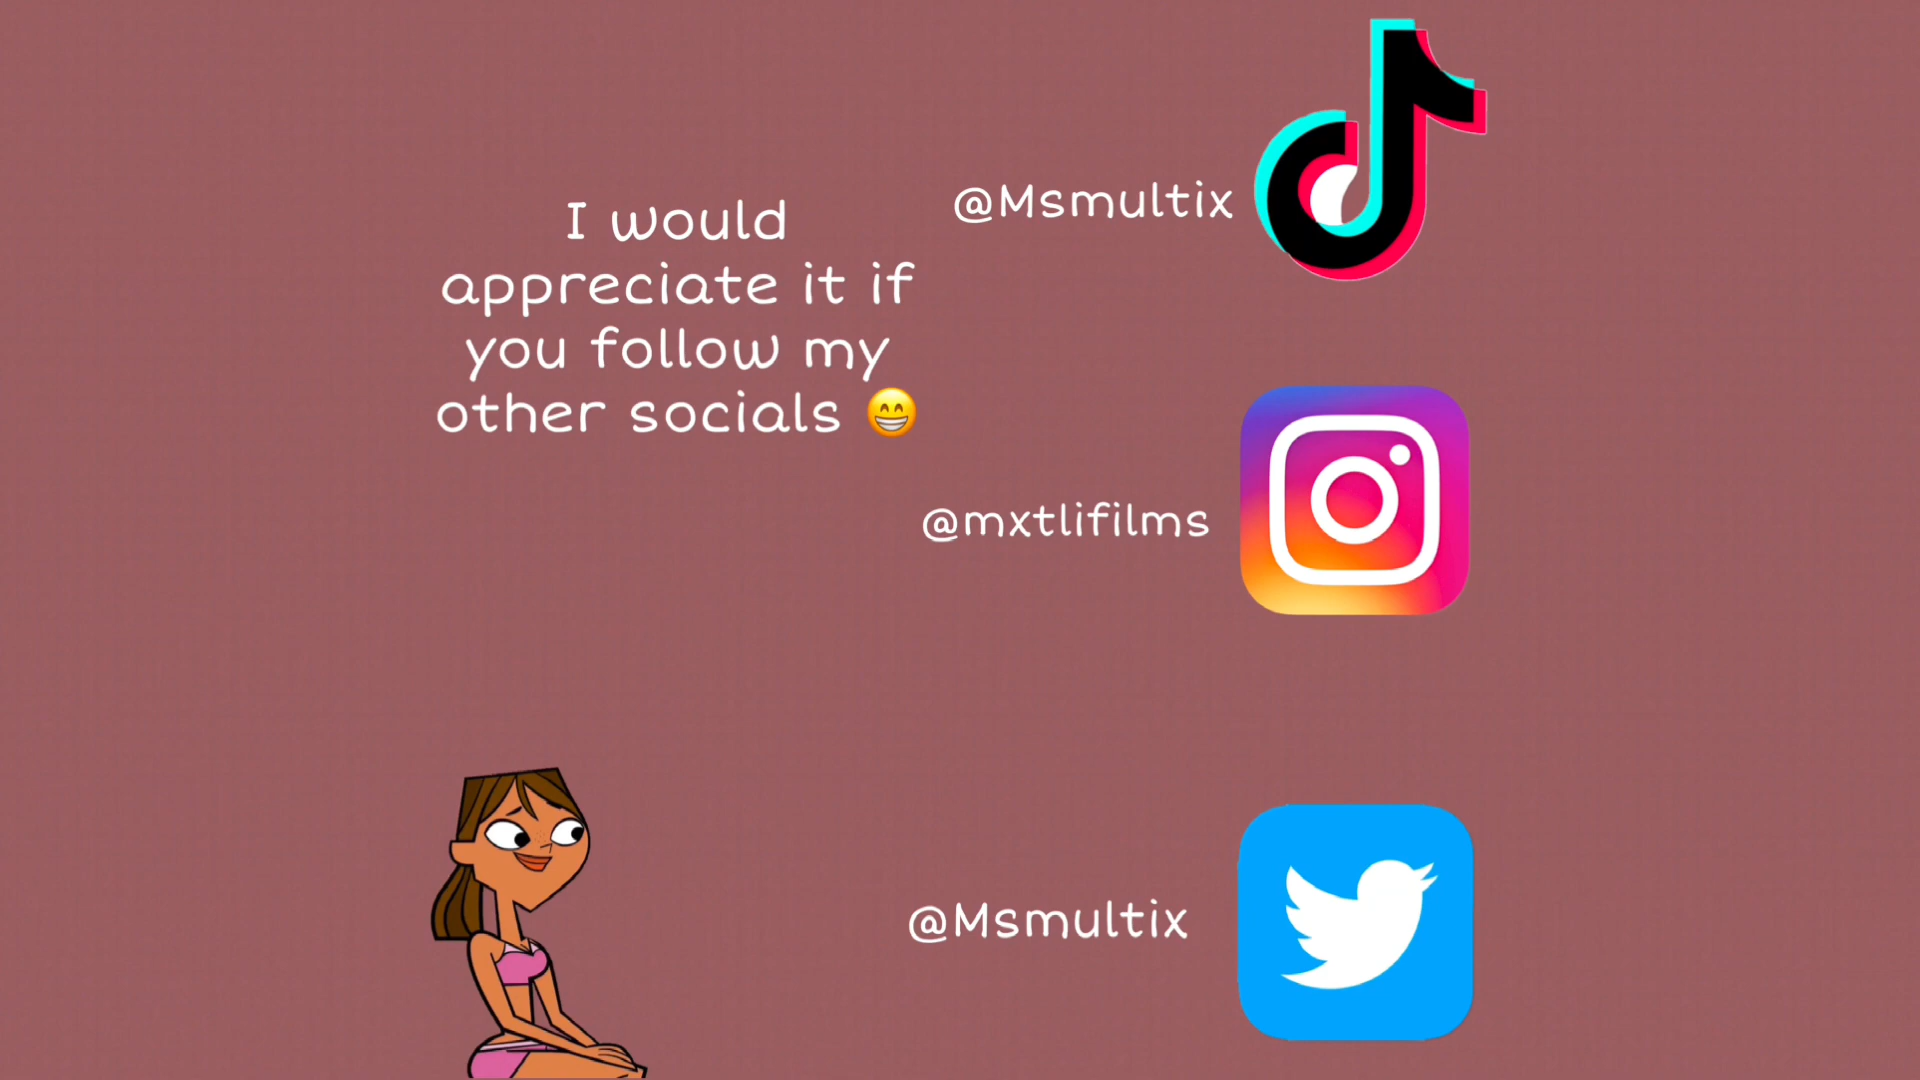 I would
appreciate it if
you follow my
other socials 😁
@Msmultix
@mxtlifilms
@Msmultix